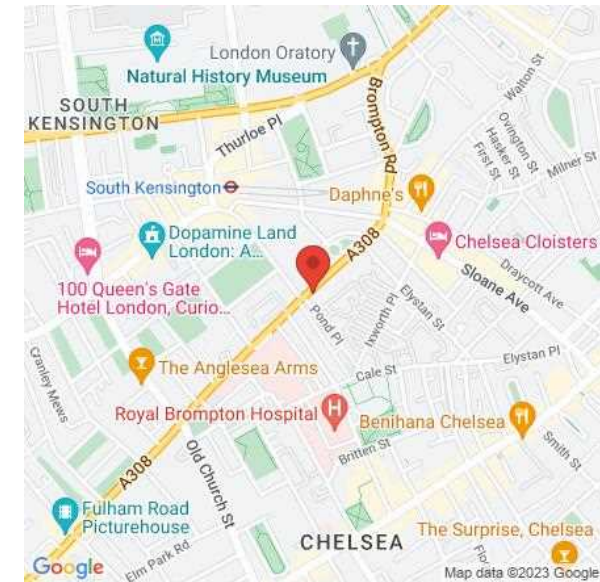 London Oratory
Natural History Museum
SOUTH
KENSINGTON
Thurloe Pl
Brompton Rd
Walton St
Ovington St
Hasker St
First St
Milner St
South Kensington
Daphne's
Dopamine Land
London: A...
A308
Chelsea Cloisters
100 Queen's Gate
Hotel London, Curio...
Sloane Ave
Draycott Ave
Elystan St
Ixworth Pl
Pond Pl
Elystan Pl
Cranley Mews
The Anglesea Arms
Cale St
Royal Brompton Hospital
H
Benihana Chelsea
Britten St
Smith St
Old Church St
A308
Fulham Road
Picturehouse
Elm Park Rd
CHELSEA
The Surprise, Chelsea
Google
Map data ©2023 Google